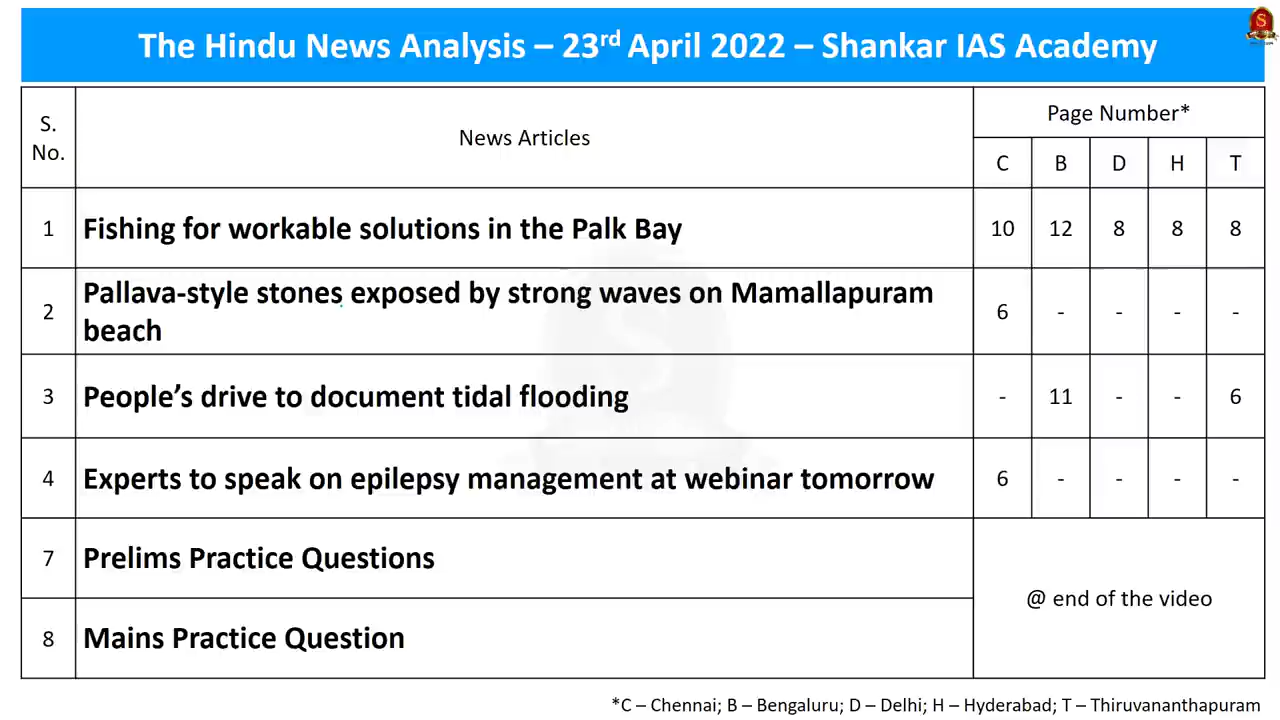 The Hindu News Analysis – 23rd April 2022 – Shankar IAS Academy
S. No.
News Articles
Page Number*
C B D H T
1 Fishing for workable solutions in the Palk Bay 10 12 8 8 8
2 Pallava-style stones exposed by strong waves on Mamallapuram
beach 6 - - - -
3 People’s drive to document tidal flooding - 11 - - 6
4 Experts to speak on epilepsy management at webinar tomorrow 6 - - - -
7 Prelims Practice Questions
@ end of the video
8 Mains Practice Question
*C – Chennai; B – Bengaluru; D – Delhi; H – Hyderabad; T – Thiruvananthapuram